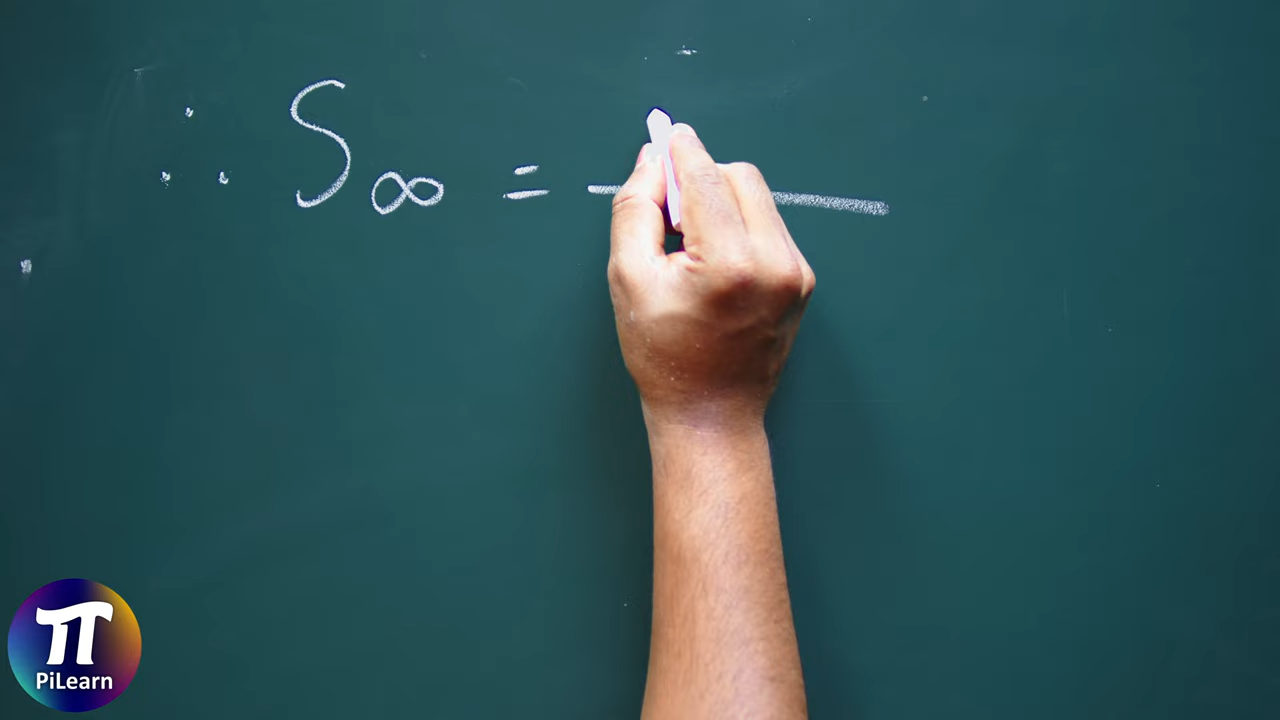 ∴ S∞ =
π
PiLearn